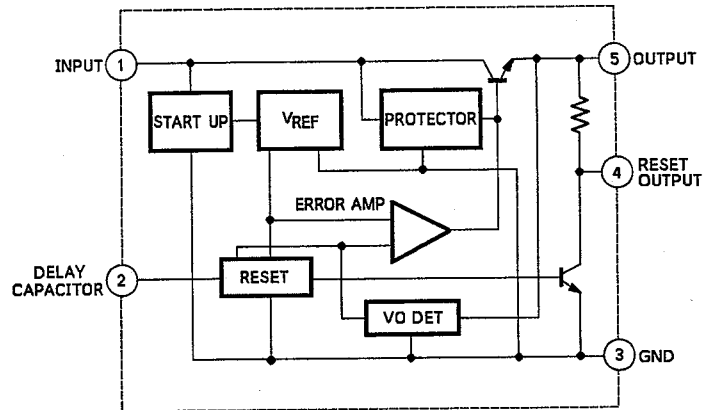 INPUT 1
5 OUTPUT
START UP
VREF
PROTECTOR
4 RESET
OUTPUT
ERROR AMP
DELAY
CAPACITOR
2
RESET
VO DET
3 GND